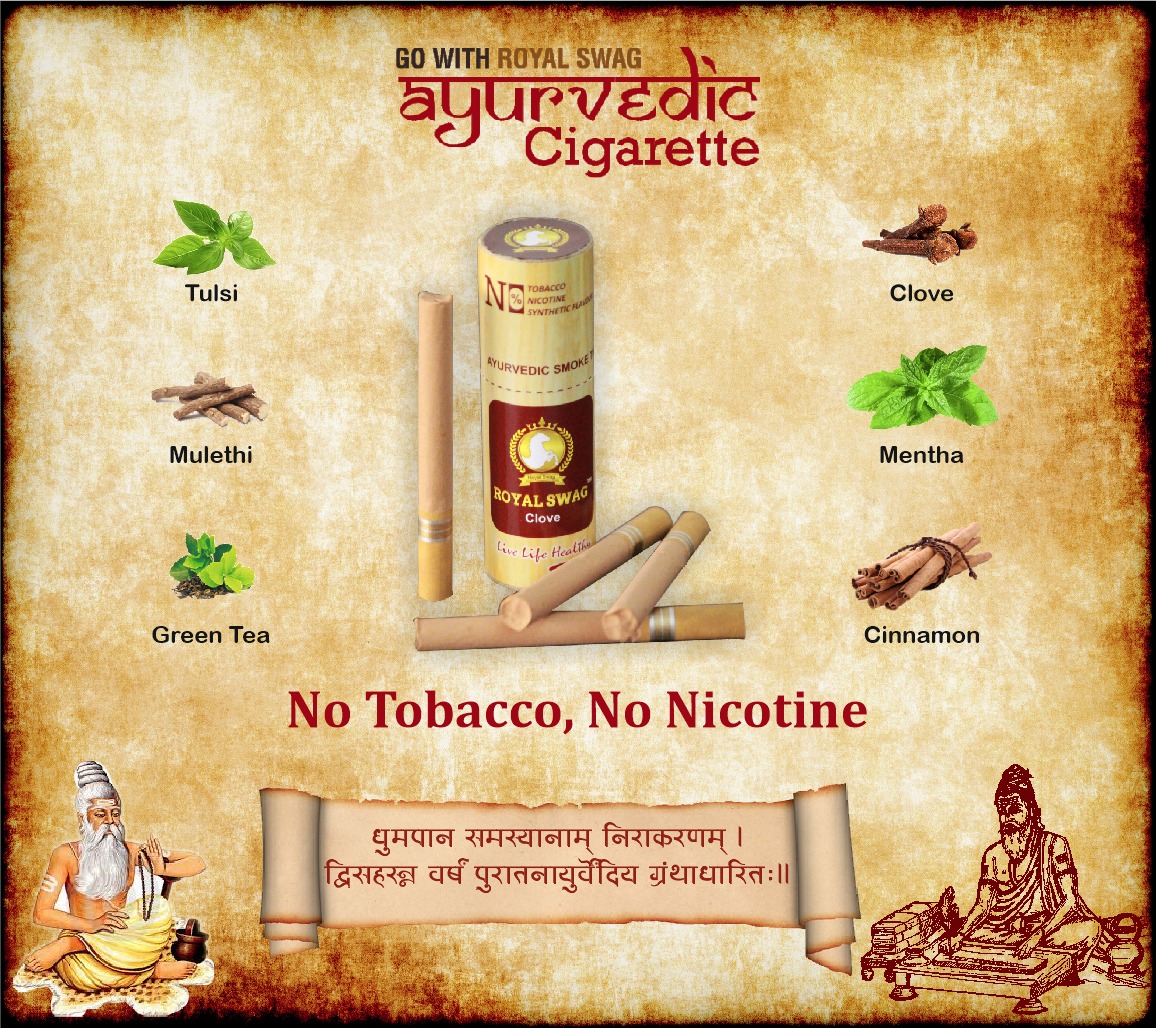 GO WITH ROYAL SWAG
ayurvedic
Cigarette
Tulsi
Clove
Mulethi
Mentha
Green Tea
Cinnamon
No
%
TOBACCO
NICOTINE
SYNTHETIC
AYURVEDIC SMOKE
ROYAL SWAG
Clove
Live Life Healthy
No Tobacco, No Nicotine
धुमपान समस्यानाम् निराकरणम् ।
द्विसहस्त्र वर्षं पुरातनायुर्वेदिय ग्रंथाधारितः॥